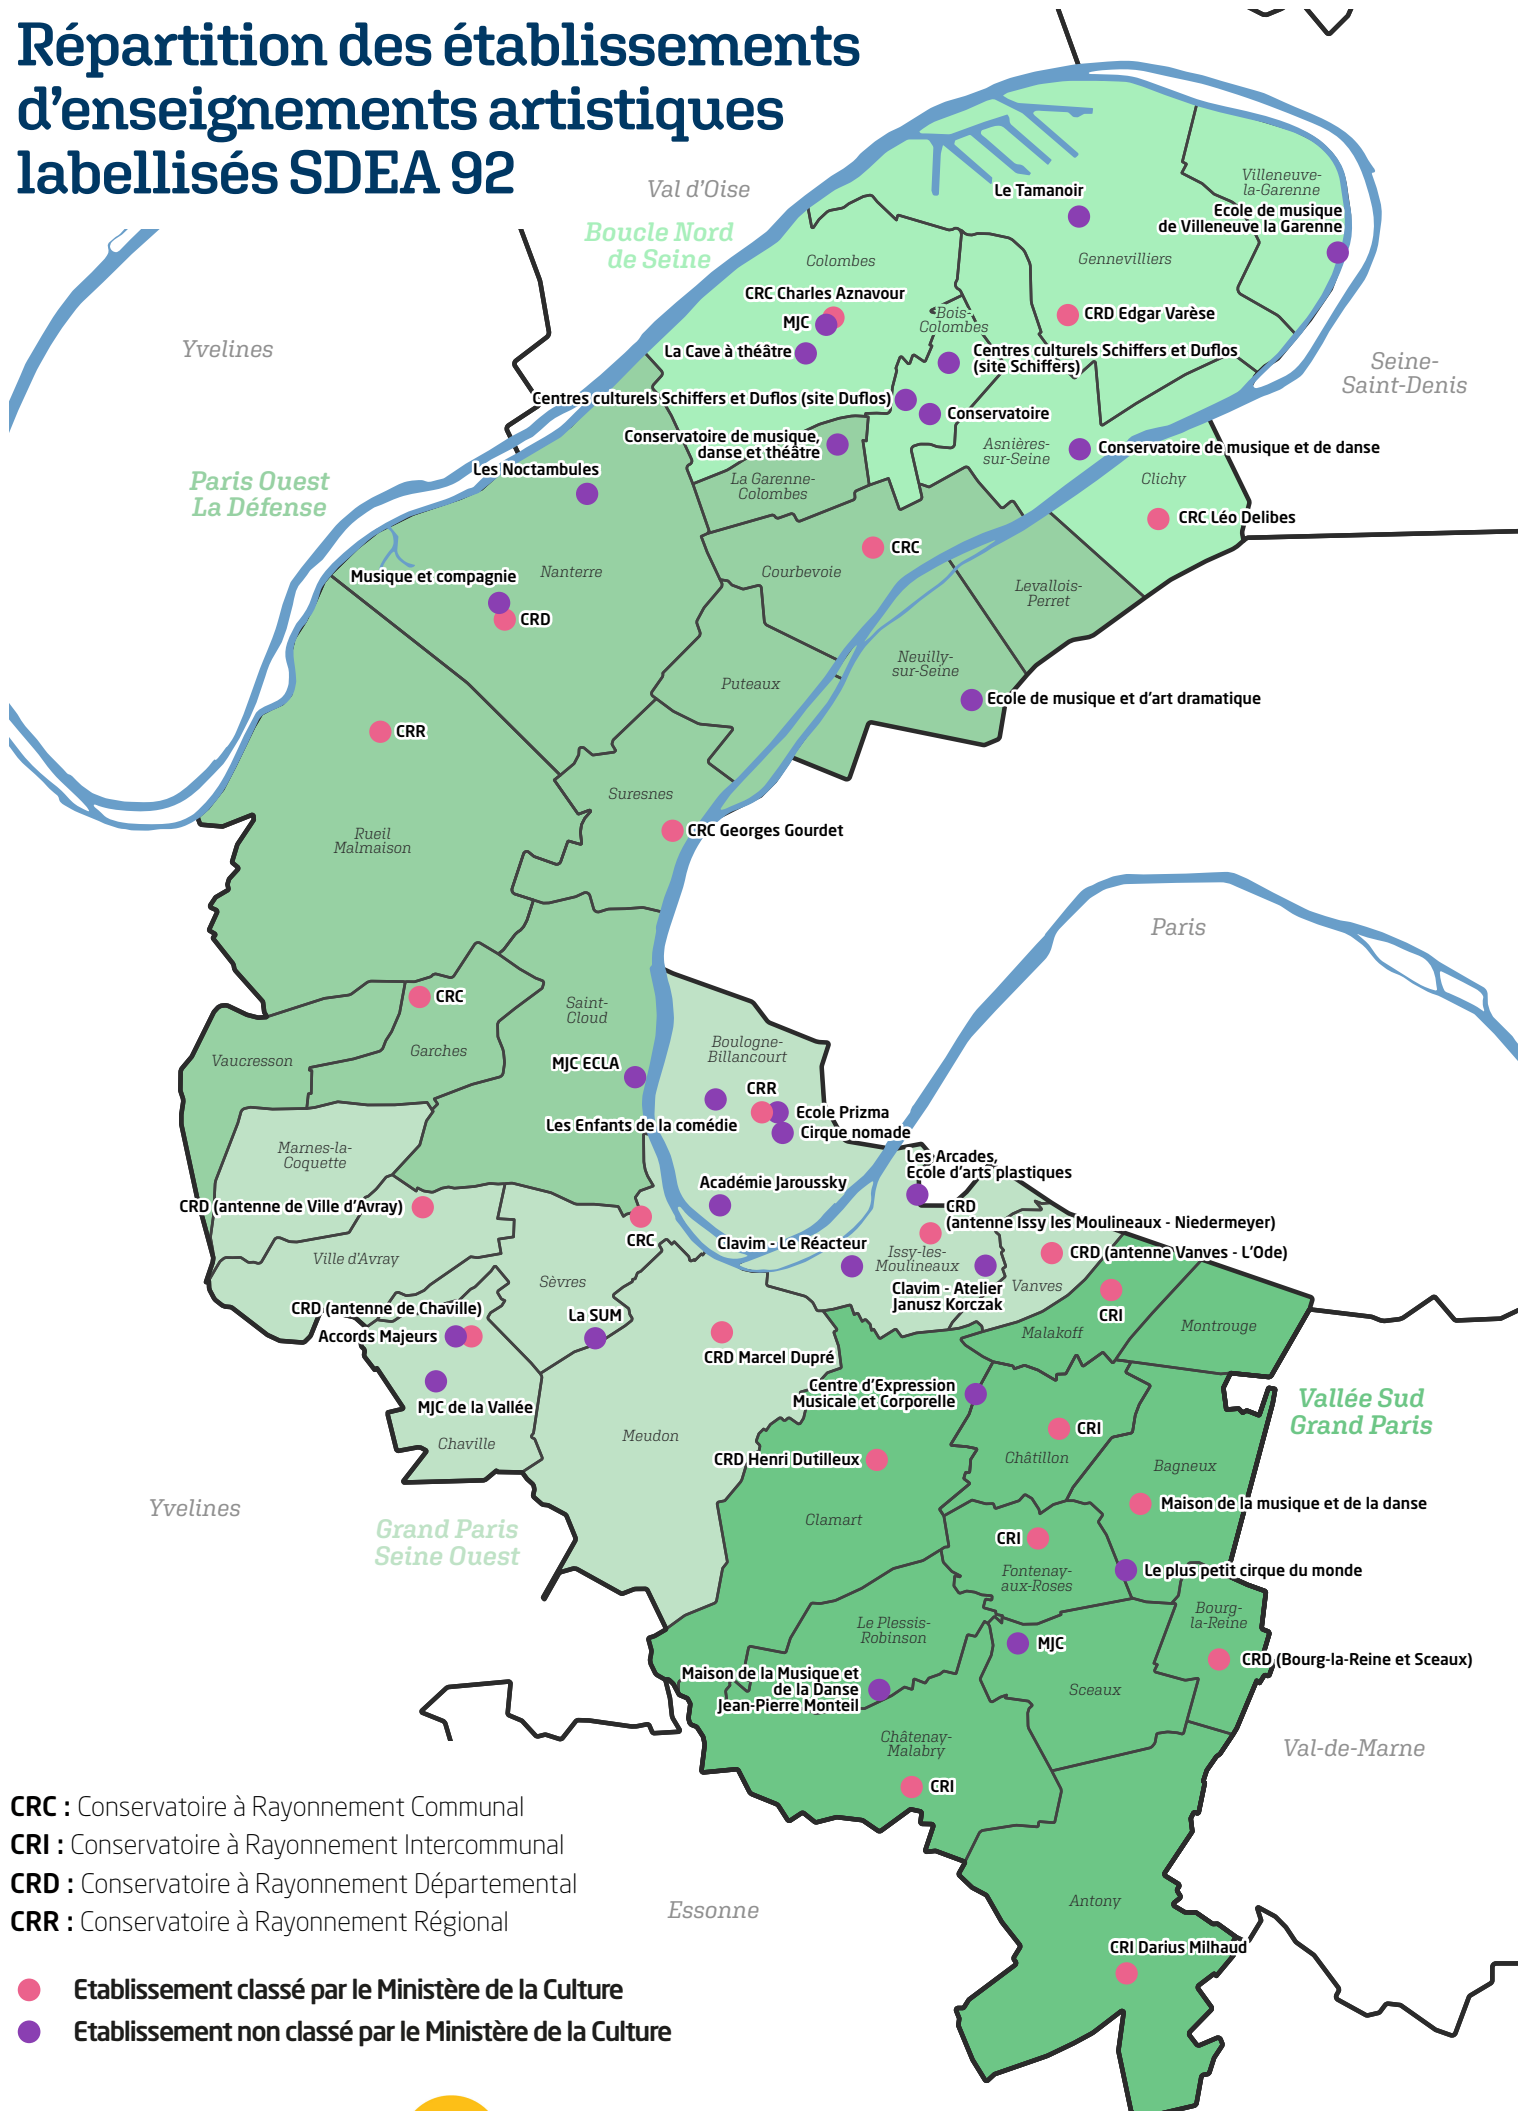 Répartition des établissements
d'enseignements artistiques
labellisés SDEA 92
Val d'Oise
Boucle Nord
de Seine
Yvelines
Seine-
Saint-Denis
Paris Ouest
La Défense
Villeneuve-
la-Garenne
Le Tamanoir
Ecole de musique
de Villeneuve la Garenne
Colombes
Gennevilliers
CRC Charles Aznavour
MJC
Bois-
Colombes
CRD Edgar Varèse
La Cave à théâtre
Centres culturels Schiffers et Duflos
(site Schiffers)
Centres culturels Schiffers et Duflos (site Duflos)
Conservatoire
Conservatoire de musique,
danse et théâtre
Asnières-
sur-Seine
Conservatoire de musique et de danse
Les Noctambules
La Garenne-
Colombes
Clichy
CRC Léo Delibes
CRC
Musique et compagnie
Nanterre
Courbevoie
Levallois-
Perret
CRD
Neuilly-
sur-Seine
Puteaux
Ecole de musique et d'art dramatique
CRR
Suresnes
CRC Georges Gourdet
Rueil
Malmaison
Paris
CRC
Saint-
Cloud
Vaucresson
Garches
Boulogne-
Billancourt
MJC ECLA
CRR
Ecole Prizma
Les Enfants de la comédie
Cirque nomade
Marnes-la-
Coquette
Les Arcades,
Ecole d'arts plastiques
Académie Jaroussky
CRD (antenne de Ville d'Avray)
CRD
(antenne Issy les Moulineaux - Niedermeyer)
CRC
Clavim - Le Réacteur
Ville d'Avray
Issy-les-
Moulineaux
CRD (antenne Vanves - L'Ode)
Sèvres
Clavim - Atelier
Janusz Korczak
Vanves
CRD (antenne de Chaville)
La SUM
CRI
Accords Majeurs
Malakoff
Montrouge
CRD Marcel Dupré
MJC de la Vallée
Centre d'Expression
Musicale et Corporelle
Vallée Sud
Grand Paris
Chaville
Meudon
CRI
CRD Henri Dutilleux
Châtillon
Bagneux
Yvelines
Maison de la musique et de la danse
Grand Paris
Seine Ouest
Clamart
CRI
Le plus petit cirque du monde
Fontenay-
aux-Roses
Bourg-
la-Reine
Le Plessis-
Robinson
MJC
CRD (Bourg-la-Reine et Sceaux)
Maison de la Musique et
de la Danse
Jean-Pierre Monteil
Sceaux
Châtenay-
Malabry
Val-de-Marne
CRI
CRC : Conservatoire à Rayonnement Communal
CRI : Conservatoire à Rayonnement Intercommunal
CRD : Conservatoire à Rayonnement Départemental
CRR : Conservatoire à Rayonnement Régional
Essonne
Antony
CRI Darius Milhaud
Etablissement classé par le Ministère de la Culture
Etablissement non classé par le Ministère de la Culture